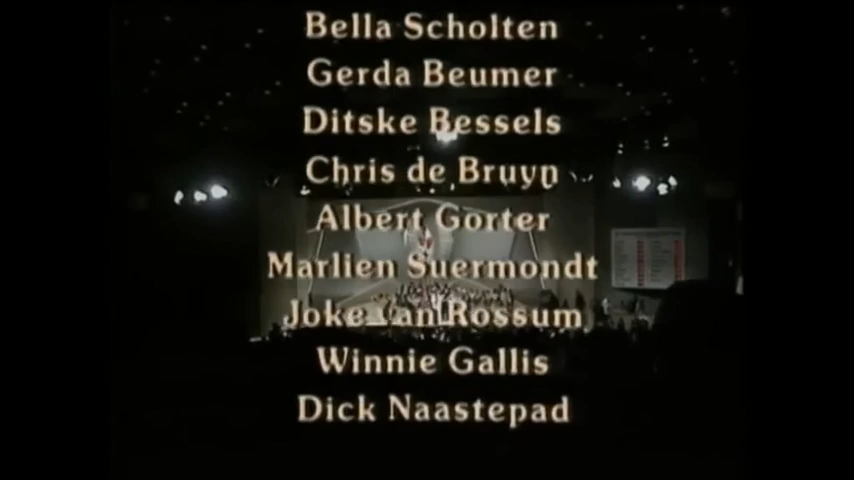 Bella Scholten
Gerda Beumer
Ditske Bessels
Chris de Bruyn
Albert Gorter
Marlien Suermondt
Joke van Rossum
Winnie Gallis
Dick Naastepad